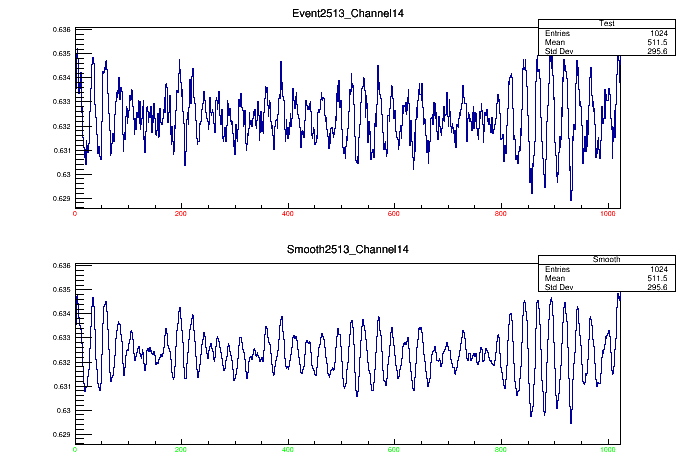 Event2513_Channel14
Test
Entries 1024
Mean 511.5
Std Dev 295.6
0.636
0.635
0.634
0.633
0.632
0.631
0.63
0.629
0 200 400 600 800 1000
Smooth2513_Channel14
Smooth
Entries 1024
Mean 511.5
Std Dev 295.6
0.636
0.635
0.634
0.633
0.632
0.631
0.63
0.629
0 200 400 600 800 1000